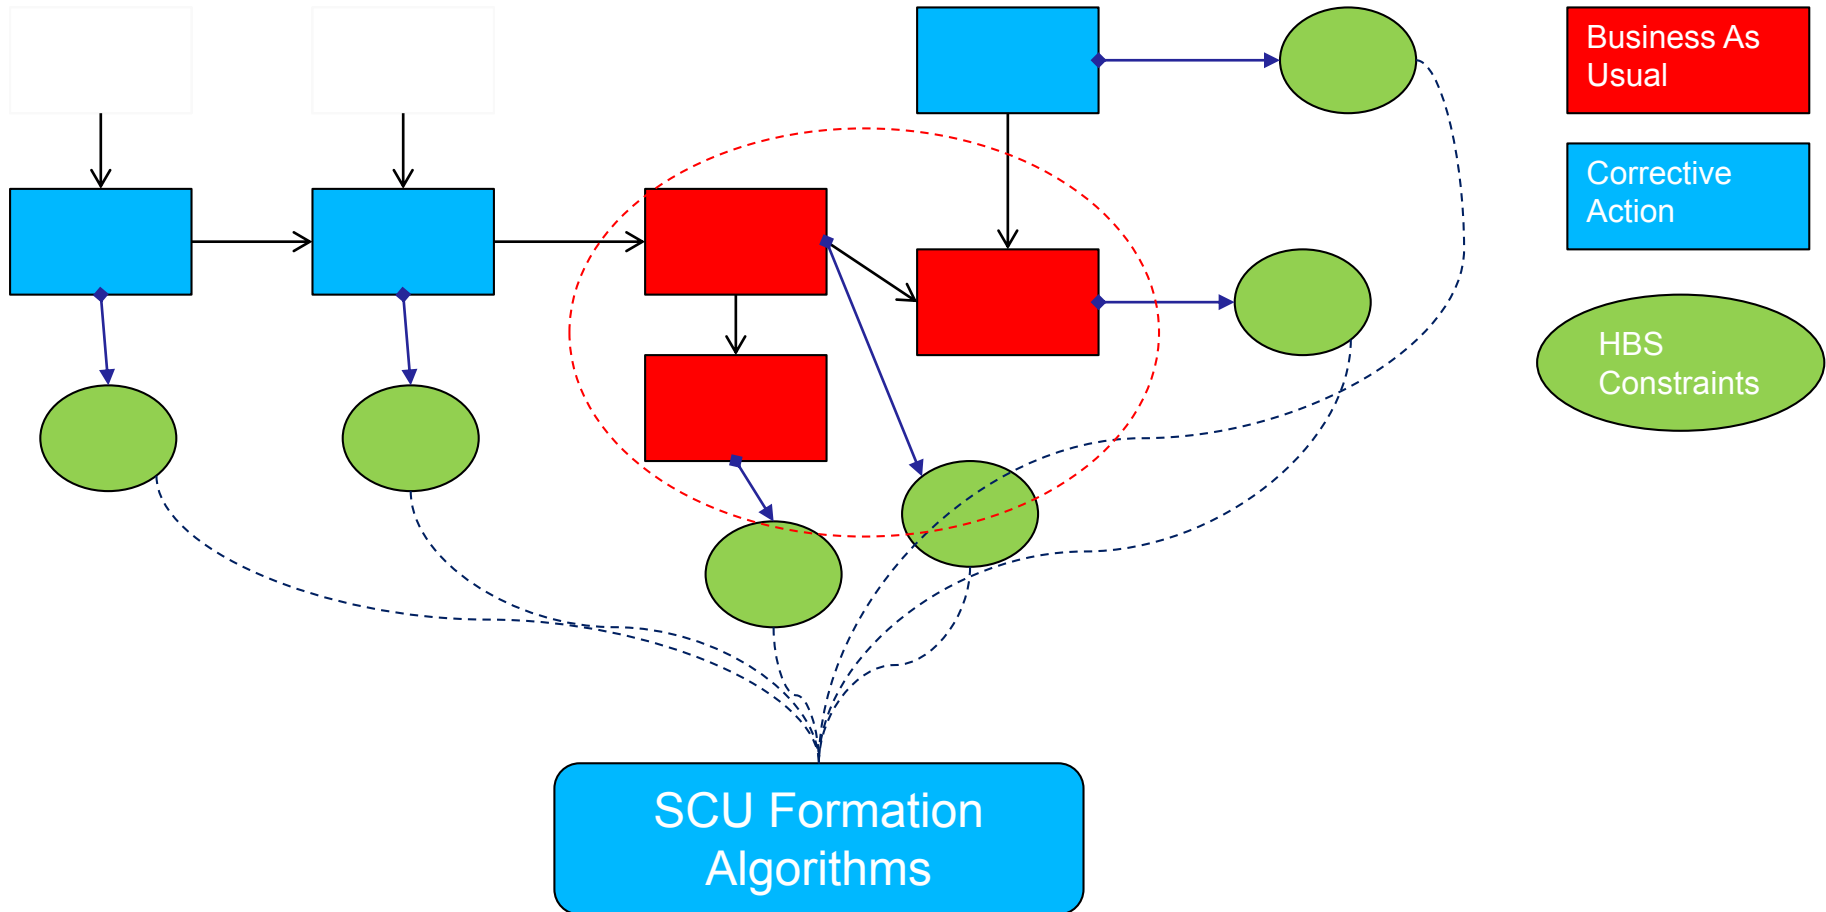 Business As
Usual
Corrective
Action
HBS
Constraints
SCU Formation
Algorithms